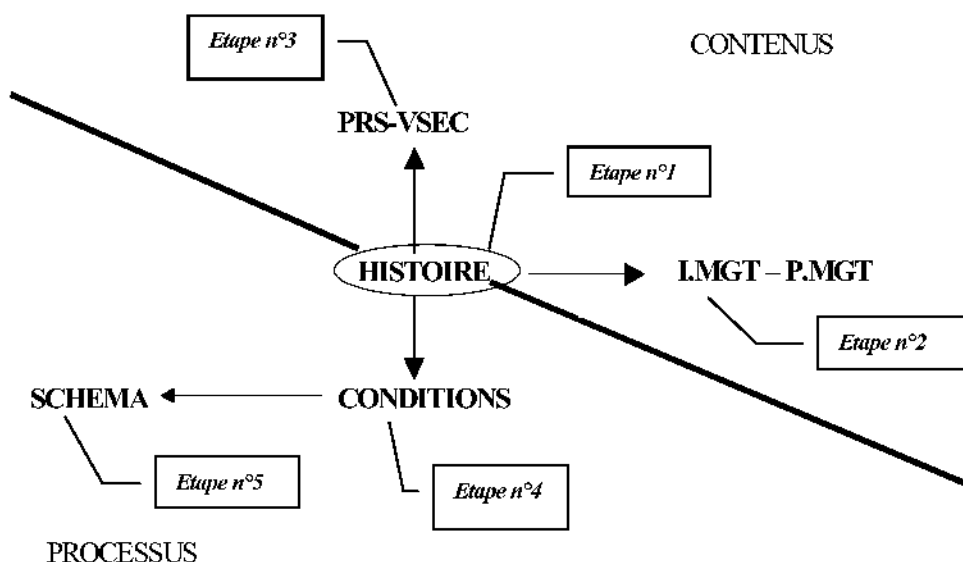 Etape n°3
CONTENUS
PRS-VSEC
Etape n°1
HISTOIRE
I.MGT – P.MGT
Etape n°2
SCHEMA
CONDITIONS
Etape n°5
Etape n°4
PROCESSUS